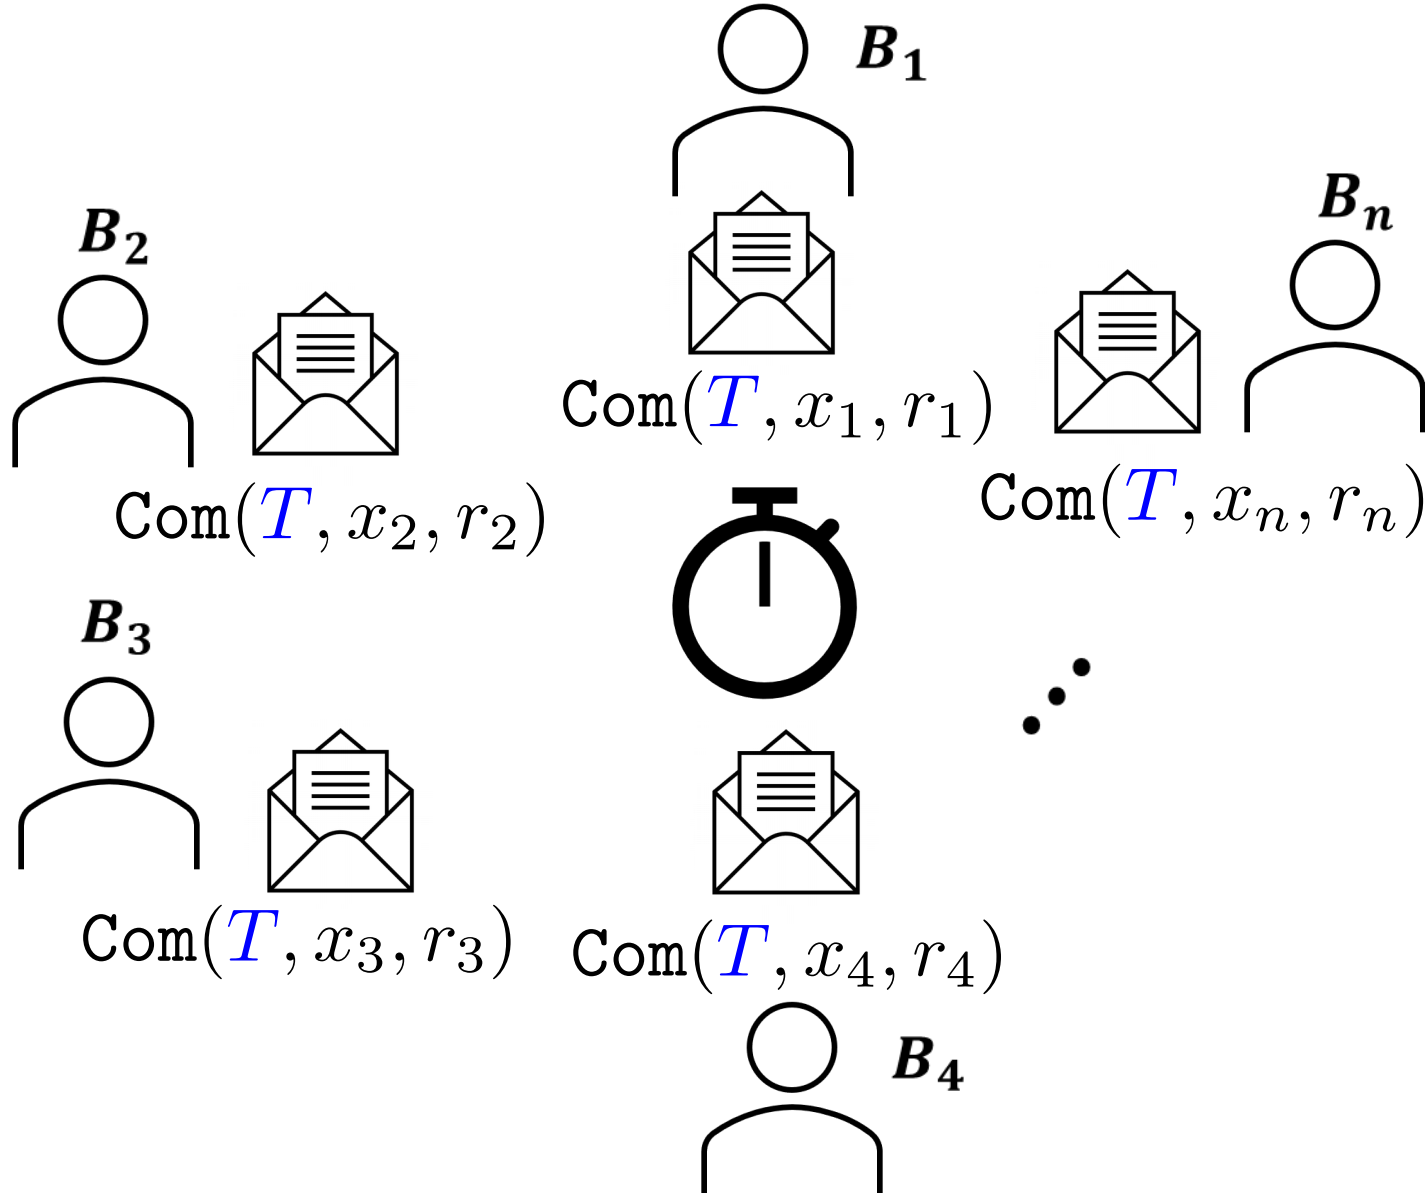 B₁
Bₙ
B₂
Com(T, x₁, r₁)
Com(T, xₙ, rₙ)
Com(T, x₂, r₂)
B₃
Com(T, x₃, r₃)
Com(T, x₄, r₄)
B₄